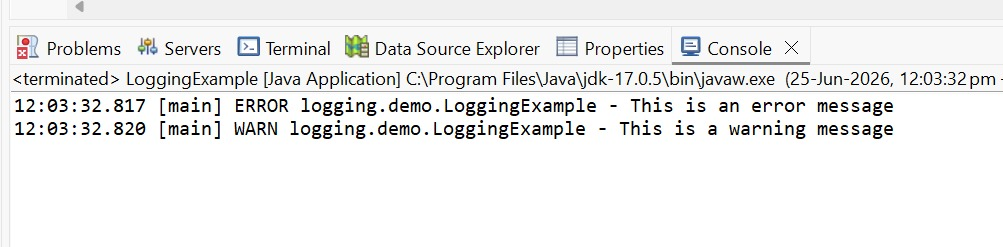 Problems Servers Terminal Data Source Explorer Properties Console
<terminated> LoggingExample [Java Application] C:\Program Files\Java\jdk-17.0.5\bin\javaw.exe (25-Jun-2026, 12:03:32 pm –
12:03:32.817 [main] ERROR logging.demo.LoggingExample - This is an error message
12:03:32.820 [main] WARN logging.demo.LoggingExample - This is a warning message